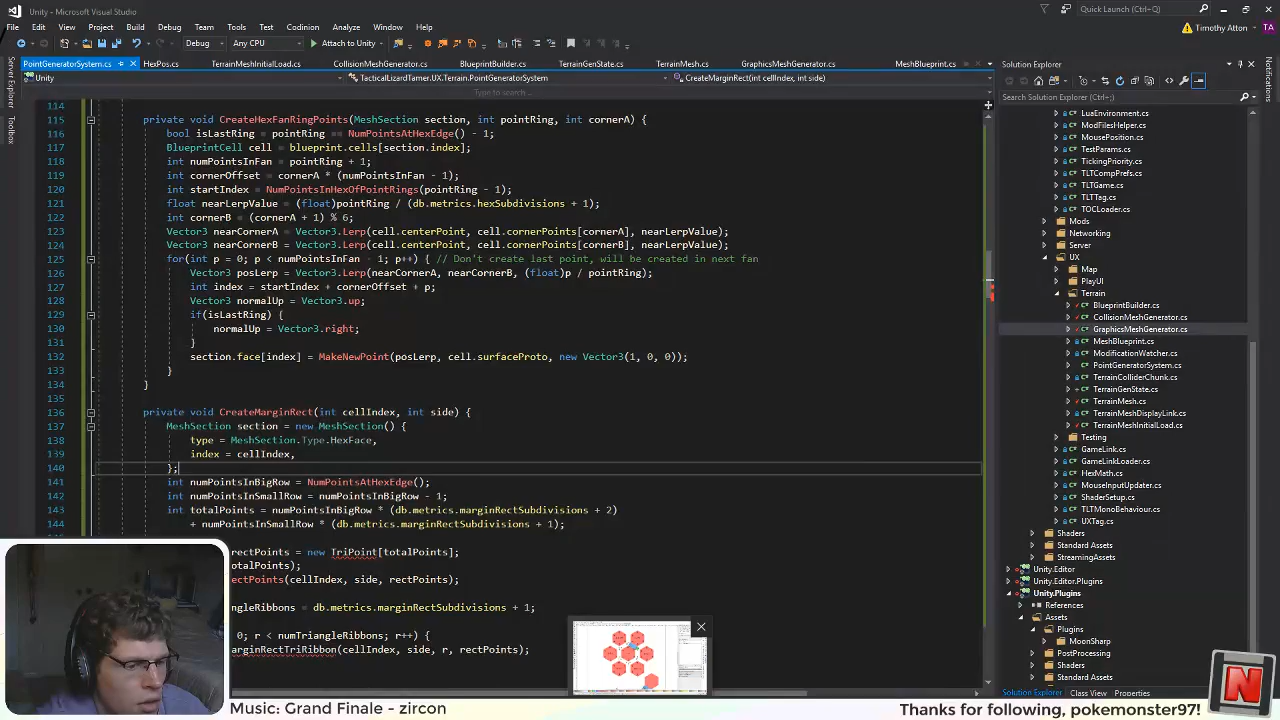 Unity - Microsoft Visual Studio
Quick Launch (Ctrl+;)
File Edit View Project Build Debug Team Tools Test Analyze Window Help
Timothy Atton TA
Debug Any CPU Attach to Unity
PointGeneratorSystem.cs HexPos.cs TerrainMeshInitialLoad.cs CollisionMeshGenerator.cs BlueprintBuilder.cs TerrainGenState.cs TerrainMesh.cs GraphicsMeshGenerator.cs MeshBlueprint.cs
Unity TacticalLizardTamer.UX.Terrain.PointGeneratorSystem CreateMarginRect(int cellIndex, int side)
Type to search ...
114
115 private void CreateHexFaceRingPoints(MeshSection section, int pointRing, int cornerA) {
116 bool isLastRing = pointRing == NumPointsAtHexEdge() - 1;
117 BlueprintCell cell = blueprint.cells[section.index];
118 int numPointsInFan = pointRing + 1;
119 int cornerOffset = cornerA * (numPointsInFan - 1);
120 int startIndex = NumPointsInHexOfPointRings(pointRing - 1);
121 float nearLerpValue = (float)pointRing / (db.metrics.hexSubdivisions + 1);
122 int cornerB = (cornerA + 1) % 6;
123 Vector3 nearCornerA = Vector3.Lerp(cell.centerPoint, cell.cornerPoints[cornerA], nearLerpValue);
124 Vector3 nearCornerB = Vector3.Lerp(cell.centerPoint, cell.cornerPoints[cornerB], nearLerpValue);
125 for(int p = 0; p < numPointsInFan - 1; p++) { // Don't create last point, will be created in next fan
126 Vector3 posLerp = Vector3.Lerp(nearCornerA, nearCornerB, (float)p / pointRing);
127 int index = startIndex + cornerOffset + p;
128 Vector3 normalUp = Vector3.up;
129 if(isLastRing) {
130 normalUp = Vector3.right;
131 }
132 section.face[index] = MakeNewPoint(posLerp, cell.surfaceProto, new Vector3(1, 0, 0));
133 }
134 }
135
136 private void CreateMarginRect(int cellIndex, int side) {
137 MeshSection section = new MeshSection() {
138 type = MeshSection.Type.HexFace,
139 index = cellIndex,
140 };
141 int numPointsInBigRow = NumPointsAtHexEdge();
142 int numPointsInSmallRow = numPointsInBigRow - 1;
143 int totalPoints = numPointsInBigRow * (db.metrics.marginRectSubdivisions + 2)
144 + numPointsInSmallRow * (db.metrics.marginRectSubdivisions + 1);
rectPoints = new TriPoint[totalPoints];
otalPoints);
ectPoints(cellIndex, side, rectPoints);
ngleRibbons = db.metrics.marginRectSubdivisions + 1;
(cellIndex, side, r, rectPoints);
Server Explorer
Toolbox
Notifications
Solution Explorer
Search Solution Explorer (Ctrl+;)
LuaEnvironment.cs
ModFilesHelper.cs
MousePosition.cs
TestParams.cs
TickingPriority.cs
TLTCompPrefs.cs
TLTGame.cs
TLTTag.cs
TOCLoader.cs
Mods
Networking
Server
UX
Map
PlayUI
Terrain
BlueprintBuilder.cs
CollisionMeshGenerator.cs
GraphicsMeshGenerator.cs
MeshBlueprint.cs
ModificationWatcher.cs
PointGeneratorSystem.cs
TerrainColliderChunk.cs
TerrainGenState.cs
TerrainMesh.cs
TerrainMeshDisplayLink.cs
TerrainMeshInitialLoad.cs
Testing
GameLink.cs
GameLinkLoader.cs
HexMath.cs
MouseInputUpdater.cs
ShaderSetup.cs
TLTMonoBehaviour.cs
UXTag.cs
Shaders
Standard Assets
StreamingAssets
Unity.Editor
Unity.Editor.Plugins
Unity.Plugins
References
Assets
Plugins
MoonSharp
PostProcessing
Shaders
Solution Explorer Class View Properties
Music: Grand Finale - zircon
Thanks for following, pokemonster97!
N